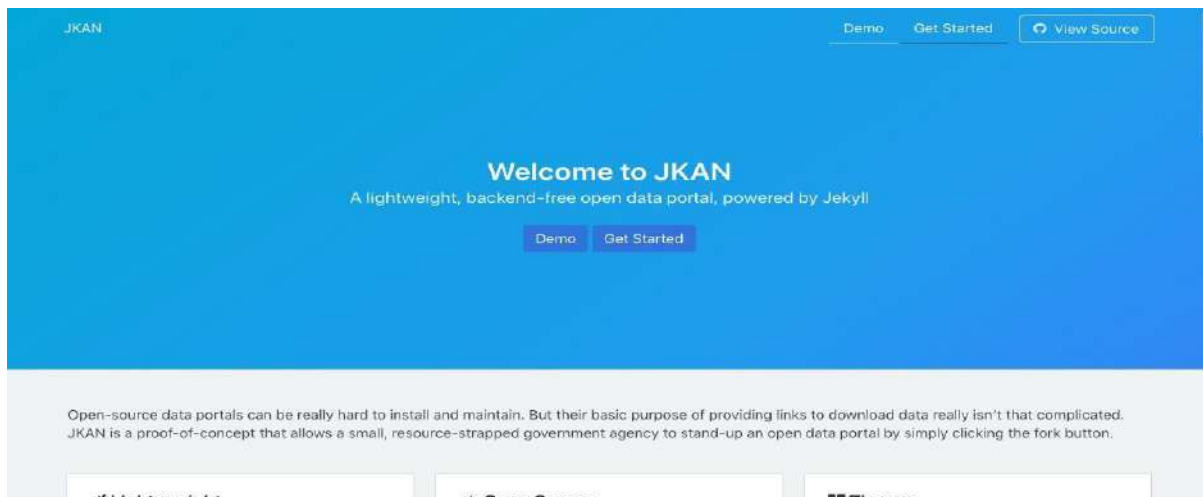 JKAN
Demo Get Started View Source
Welcome to JKAN
A lightweight, backend-free open data portal, powered by Jekyll
Demo Get Started
Open-source data portals can be really hard to install and maintain. But their basic purpose of providing links to download data really isn't that complicated.
JKAN is a proof-of-concept that allows a small, resource-strapped government agency to stand-up an open data portal by simply clicking the fork button.